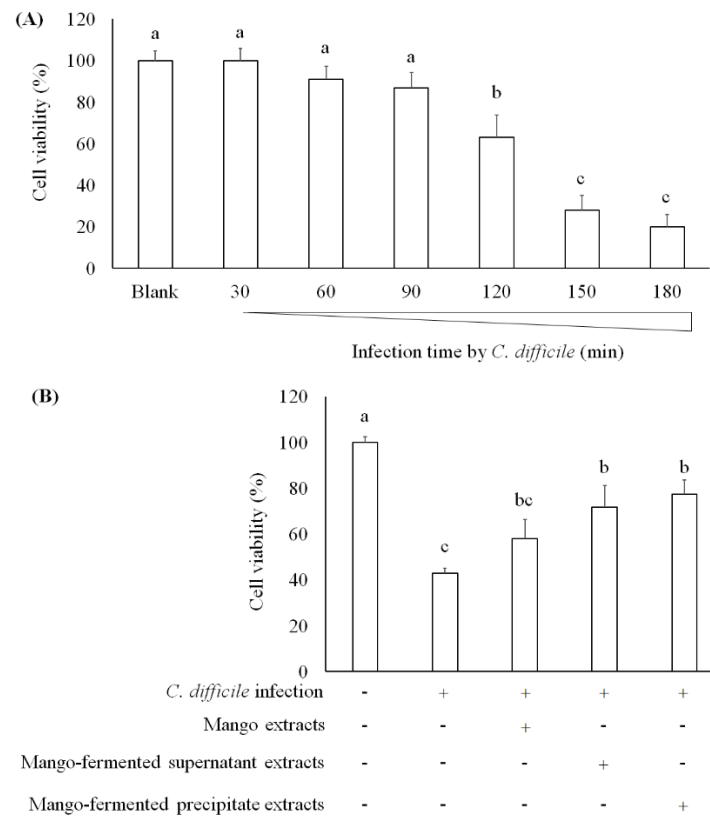 (A)
Cell viability (%)
120
100
80
60
40
20
0
a
a
a
a
b
c
c
Blank 30 60 90 120 150 180
Infection time by C. difficile (min)
(B)
Cell viability (%)
120
100
80
60
40
20
0
a
c
bc
b
b
C. difficile infection - + + + +
Mango extracts - - + - -
Mango-fermented supernatant extracts - - - + -
Mango-fermented precipitate extracts - - - - +